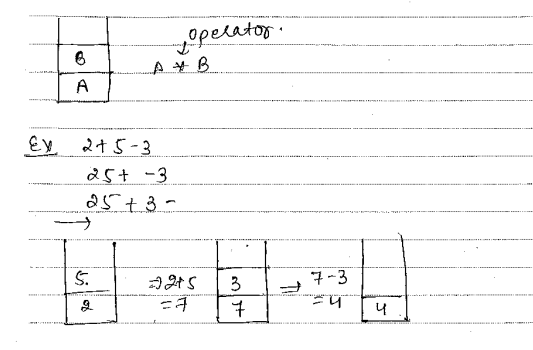 operator.
↓
B
A * B
A
Ex 2+5-3
25+ -3
25+3-
→
5.
2
⇒2+5
=7
3
7
→ 7-3
=4
4